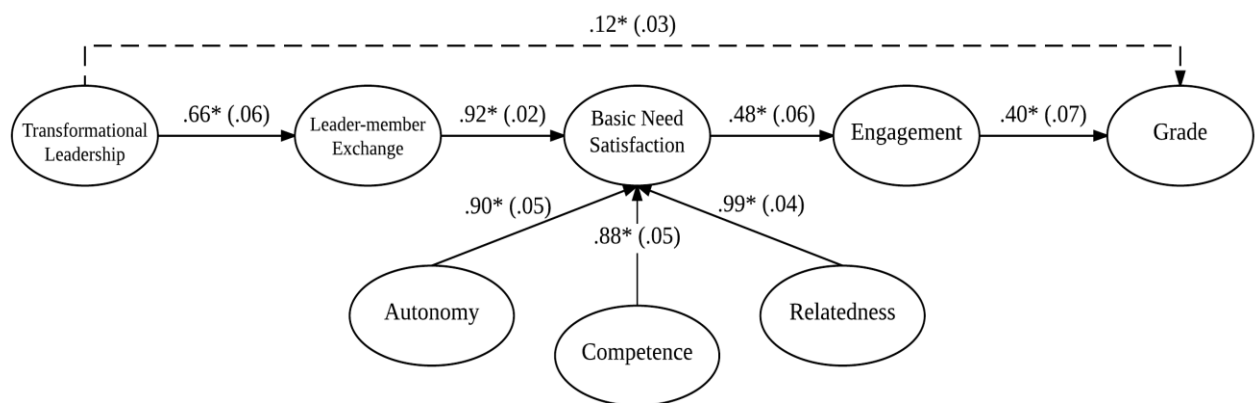 .12* (.03)
Transformational
Leadership
.66* (.06)
Leader-member
Exchange
.92* (.02)
Basic Need
Satisfaction
.48* (.06)
Engagement
.40* (.07)
Grade
.90* (.05)
.88* (.05)
.99* (.04)
Autonomy
Competence
Relatedness